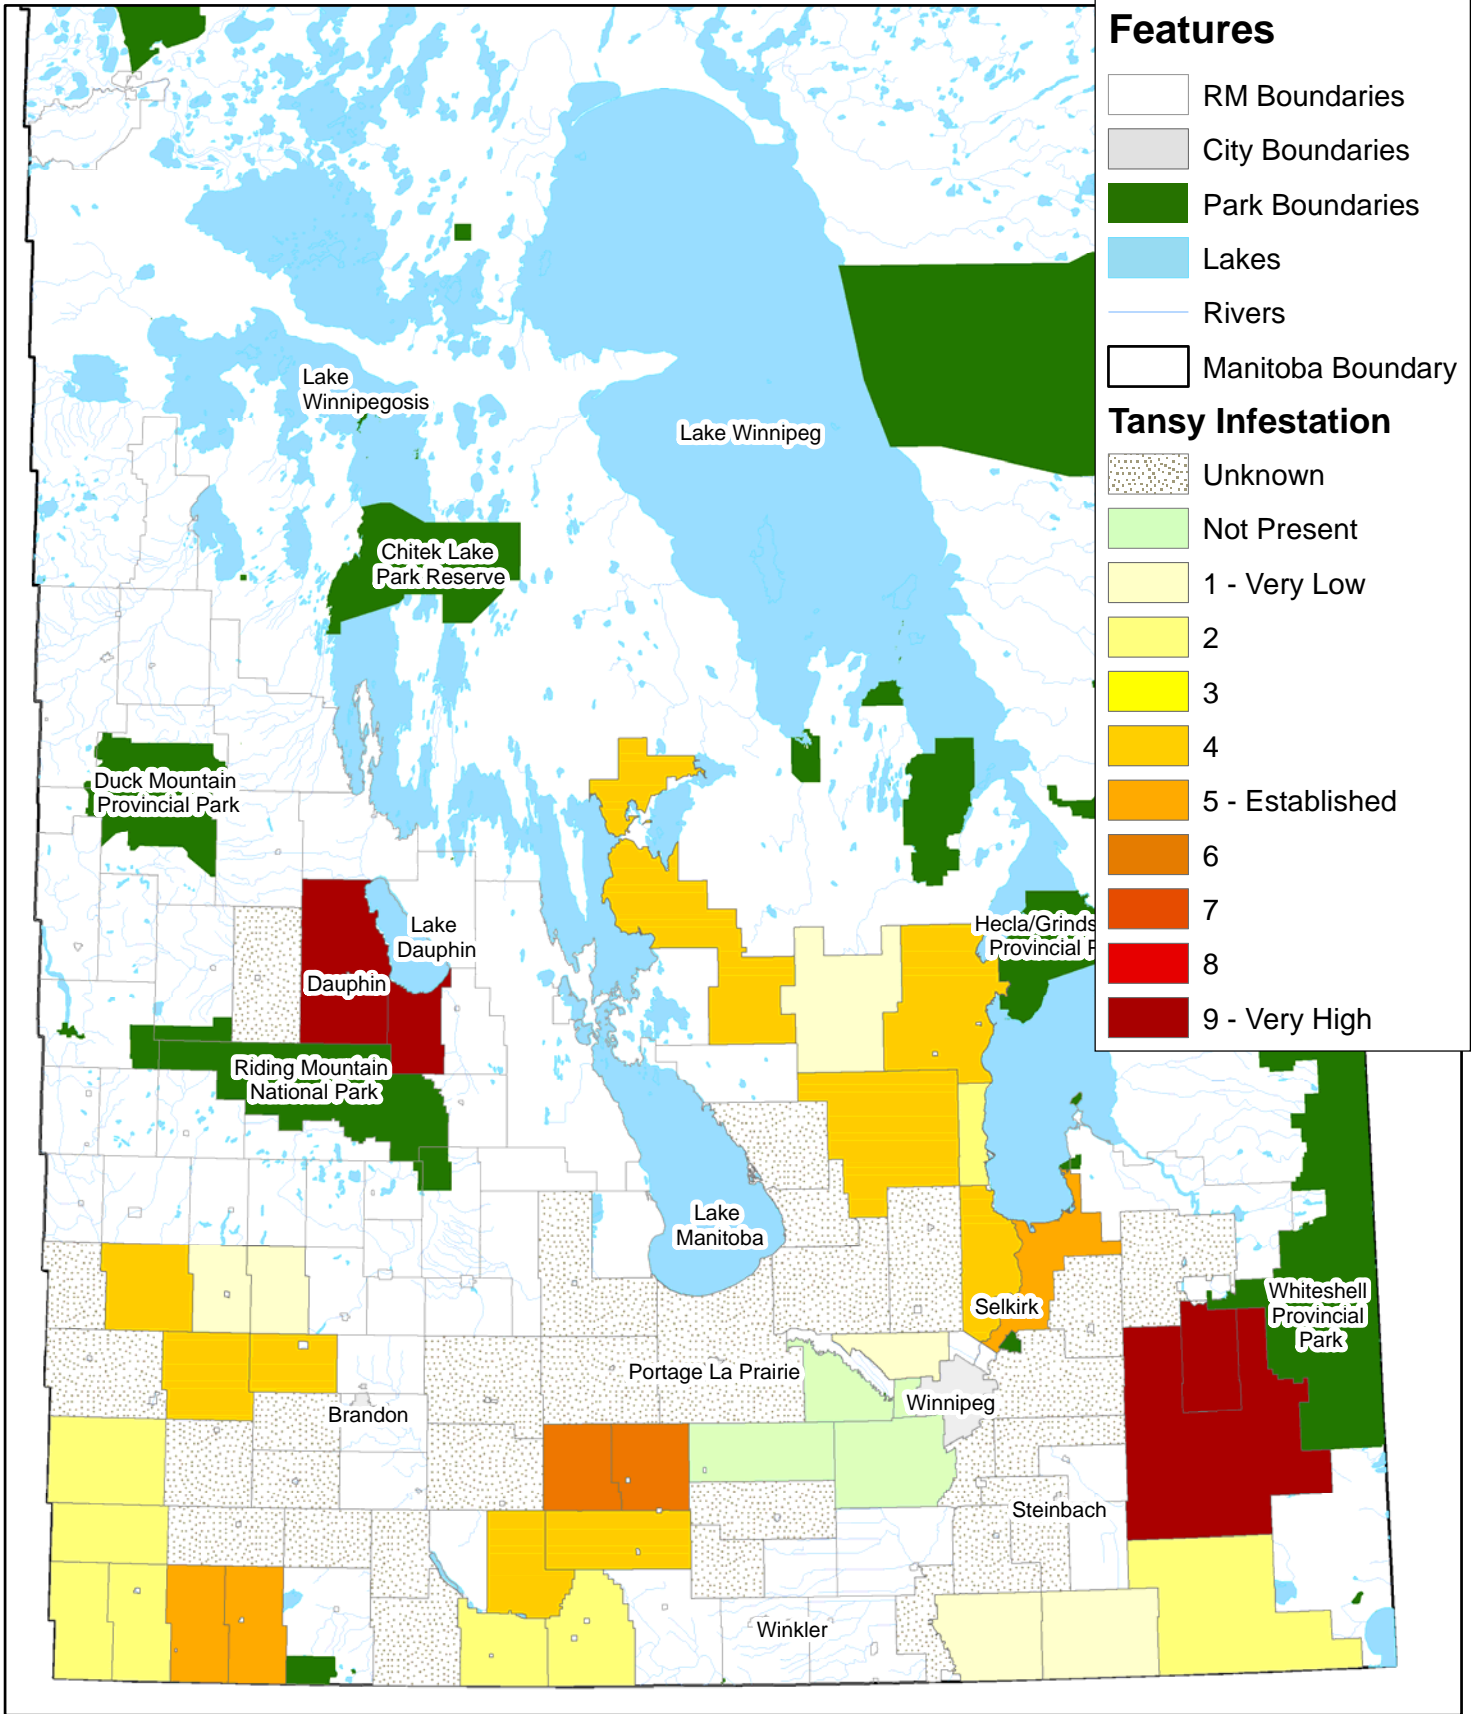 Features
RM Boundaries
City Boundaries
Park Boundaries
Lakes
Rivers
Manitoba Boundary
Tansy Infestation
Unknown
Not Present
1 - Very Low
2
3
4
5 - Established
6
7
8
9 - Very High
Lake
Winnipegosis
Lake Winnipeg
Chitek Lake
Park Reserve
Duck Mountain
Provincial Park
Lake
Dauphin
Dauphin
Hecla/Grinds
Provincial P
Riding Mountain
National Park
Lake
Manitoba
Selkirk
Whiteshell
Provincial
Park
Portage La Prairie
Winnipeg
Brandon
Steinbach
Winkler